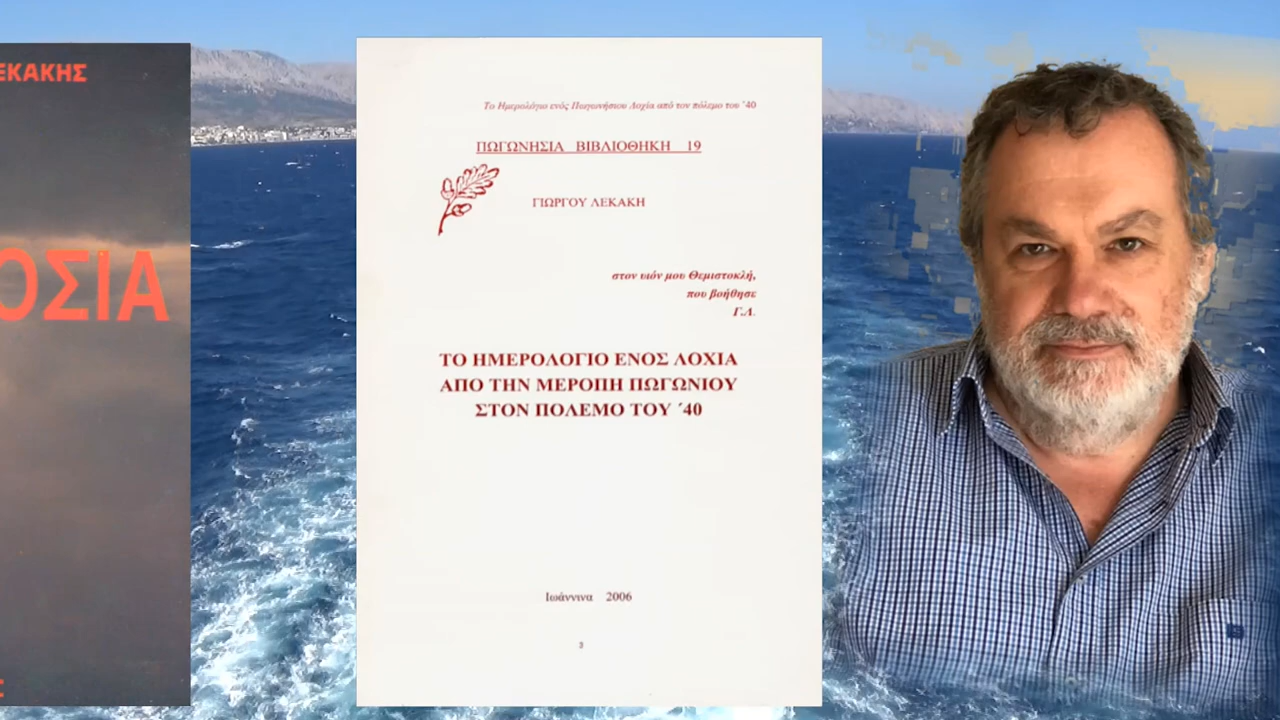 ΕΚΑΚΗΣ
ΟΣΙΑ
Το Ημερολόγιο ενός Πωγωνήσιου Λοχία από τον πόλεμο του '40
ΠΩΓΩΝΗΣΙΑ ΒΙΒΛΙΟΘΗΚΗ 19
ΓΙΩΡΓΟΥ ΛΕΚΑΚΗ
στον υιόν μου Θεμιστοκλή,
που βοήθησε
Γ.Λ.
ΤΟ ΗΜΕΡΟΛΟΓΙΟ ΕΝΟΣ ΛΟΧΙΑ
ΑΠΟ ΤΗΝ ΜΕΡΟΠΗ ΠΩΓΩΝΙΟΥ
ΣΤΟΝ ΠΟΛΕΜΟ ΤΟΥ ΄40
Ιωάννινα 2006
3